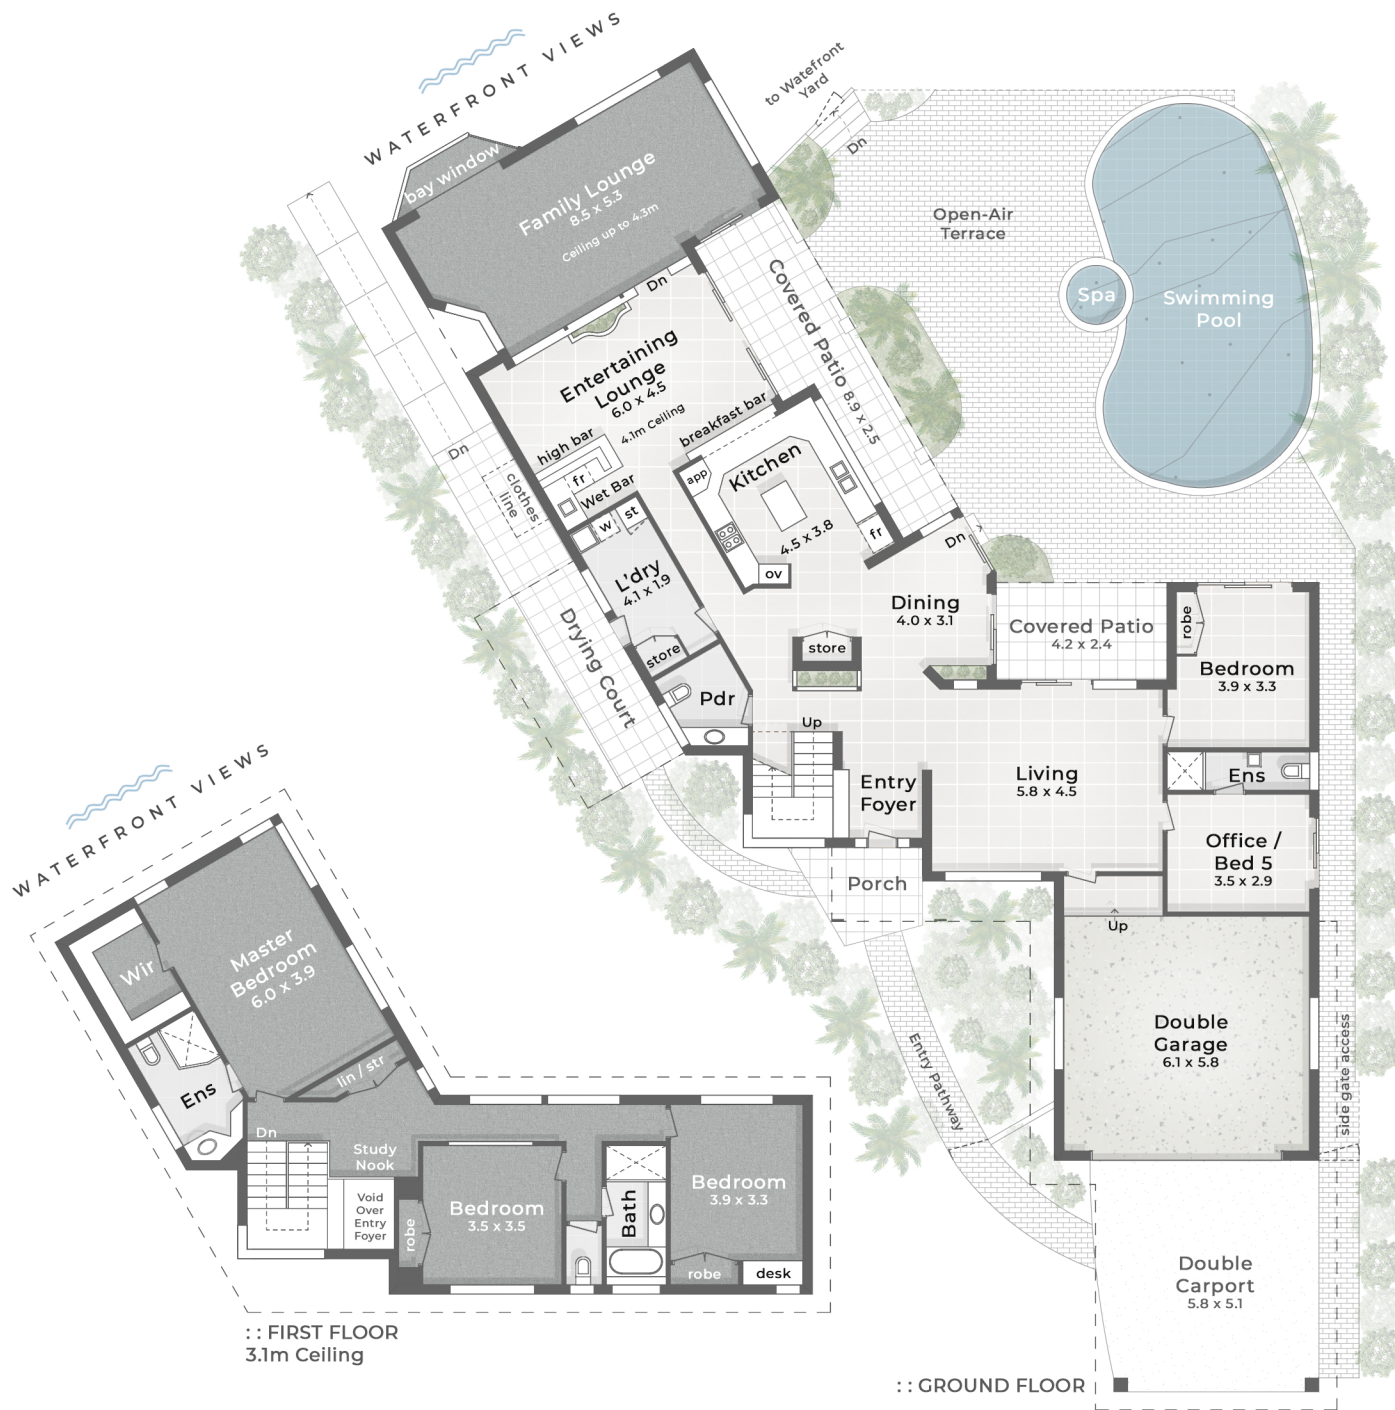 WATERFRONT VIEWS
to Watefront
Yard
Dn
bay window
Family Lounge
8.5 x 5.3
Ceiling up to 4.3m
Open-Air
Terrace
Spa
Swimming
Pool
Covered Patio 8.9 x 2.5
Dn
Entertaining
Lounge
6.0 x 4.5
4.1m Ceiling
breakfast bar
high bar
fr
Wet Bar
Dn
clothes
line
app
Kitchen
4.5 x 3.8
fr
ov
w
st
L'dry
4.1 x 1.9
store
Dn
Dining
4.0 x 3.1
store
Covered Patio
4.2 x 2.4
robe
Bedroom
3.9 x 3.3
Drying Court
Pdr
Up
Entry
Foyer
Living
5.8 x 4.5
Ens
Office /
Bed 5
3.5 x 2.9
Porch
Up
Double
Garage
6.1 x 5.8
side gate access
Entry Pathway
Double
Carport
5.8 x 5.1
:: GROUND FLOOR
WATERFRONT VIEWS
Wir
Master
Bedroom
6.0 x 3.9
Ens
lin / str
Dn
Study
Nook
Void
Over
Entry
Foyer
robe
Bedroom
3.5 x 3.5
Bath
Bedroom
3.9 x 3.3
robe
desk
:: FIRST FLOOR
3.1m Ceiling